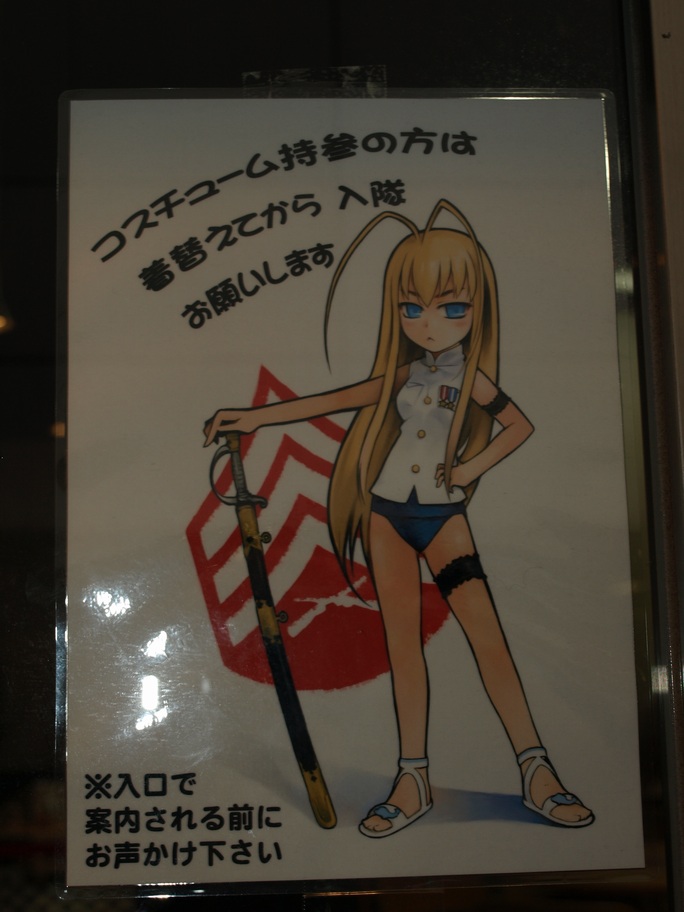 コスチューム持参の方は
着替えてから 入隊
お願いします
※入口で
案内される前に
お声かけ下さい